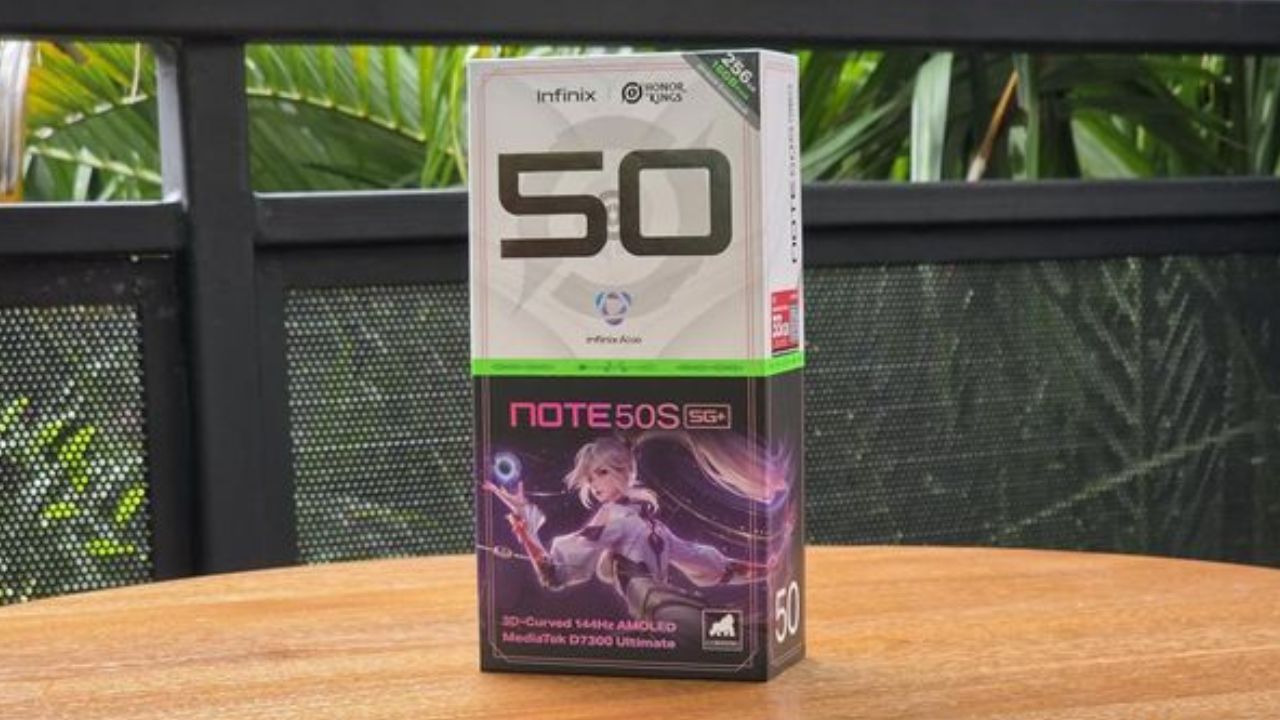 256
Infinix HONOR OF KINGS
50
Infinix AI
NOTE 50S 5G+
3D-Curved 144Hz AMOLED
MediaTek D7300 Ultimate
50